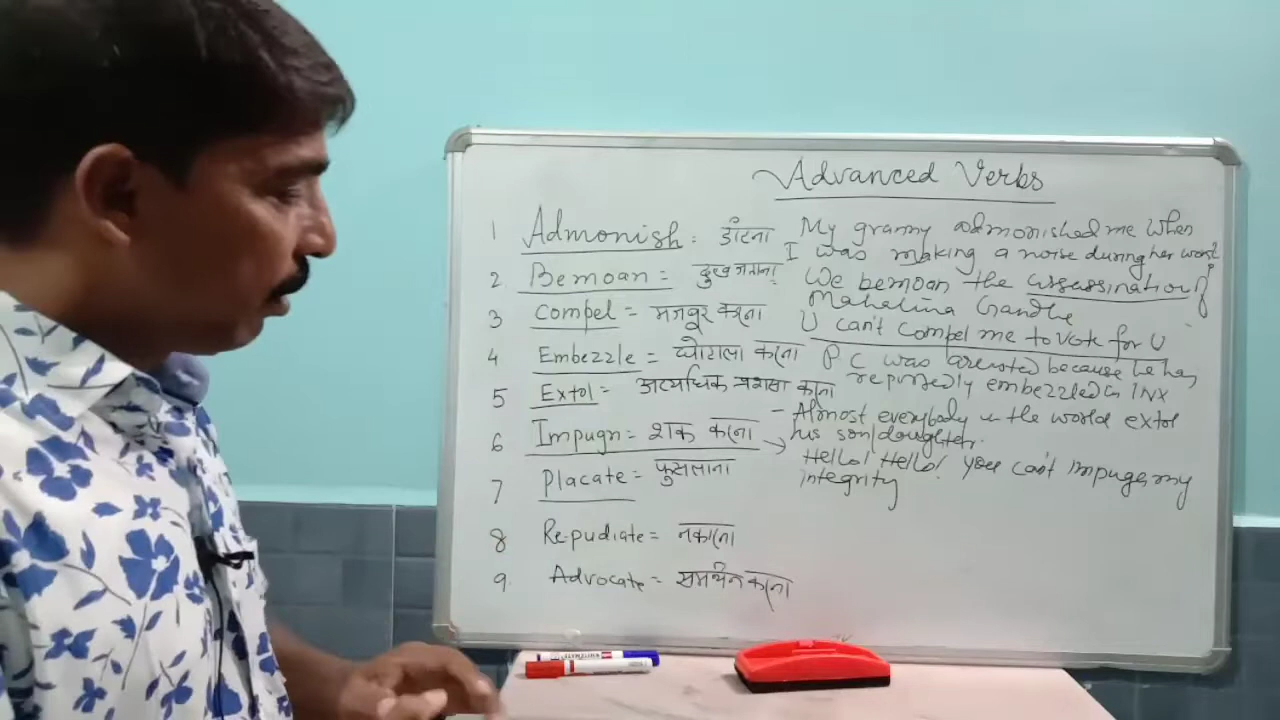 Advanced Verbs
1 Admonish = डांटना
My granny admonished me when
I was making a noise during her
2. Bemoan = दुख जताना
We bemoan the assassination of
Mahatma Gandhi
3 Compel = मजबूर करना
U can't compel me to vote for U
4 Embezzle = घोटाला करना
P C was arrested because he has
reportedly embezzled in INX
5 Extol = अत्यधिक प्रशंसा करना
- Almost everybody in the world extol
his son/daughter.
6 Impugn = शक करना
Hello! Hello! you can't impugn my
integrity
7 Placate = फुसलाना
8 Repudiate = नकारना
9. Advocate = समर्थन करना